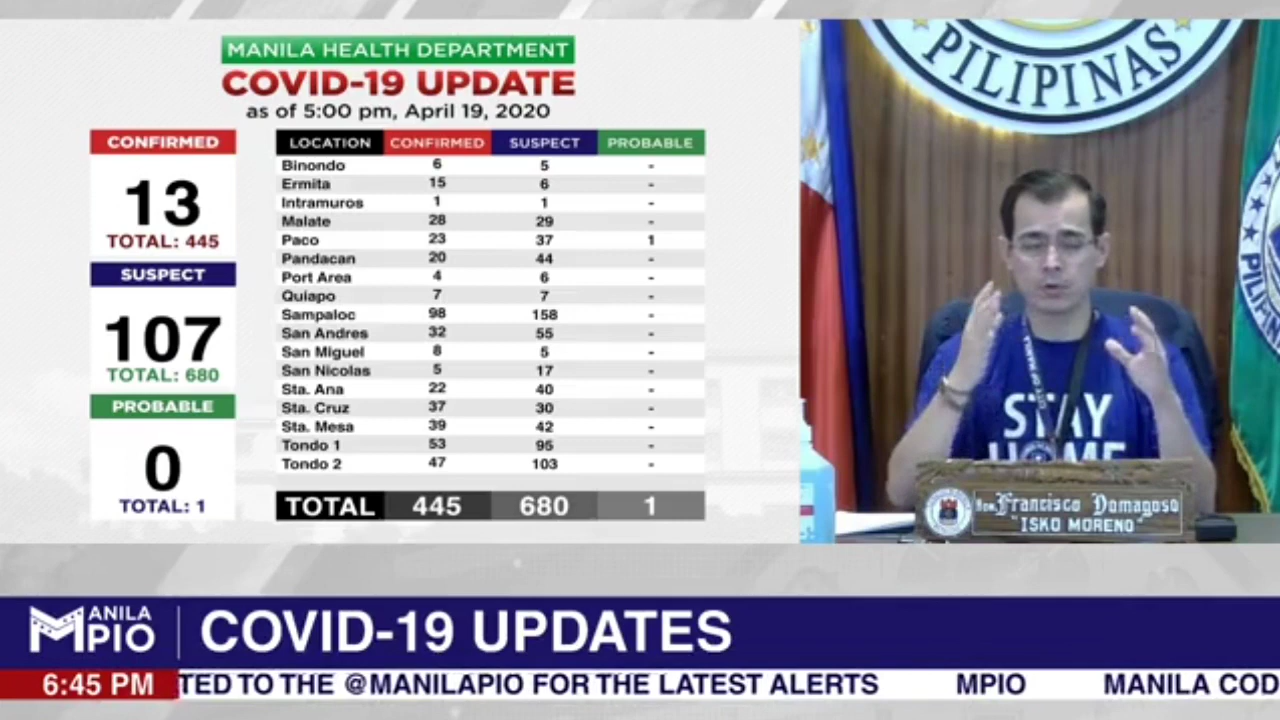 MANILA HEALTH DEPARTMENT
COVID-19 UPDATE
as of 5:00 pm, April 19, 2020
CONFIRMED
13
TOTAL: 445
SUSPECT
107
TOTAL: 680
PROBABLE
0
TOTAL: 1
LOCATION CONFIRMED SUSPECT PROBABLE
Binondo 6 5 -
Ermita 15 6 -
Intramuros 1 1 -
Malate 28 29 -
Paco 23 37 1
Pandacan 20 44 -
Port Area 4 6 -
Quiapo 7 7 -
Sampaloc 98 158 -
San Andres 32 55 -
San Miguel 8 5 -
San Nicolas 5 17 -
Sta. Ana 22 40 -
Sta. Cruz 37 30 -
Sta. Mesa 39 42 -
Tondo 1 53 95 -
Tondo 2 47 103 -
TOTAL 445 680 1
PILIPINAS
PILIPIN
CITY OF MANILA
STAY
HOME
Hon. Francisco Domagoso
"ISKO MORENO"
MANILA
MPIO
COVID-19 UPDATES
6:45 PM TED TO THE @MANILAPIO FOR THE LATEST ALERTS MPIO MANILA COD